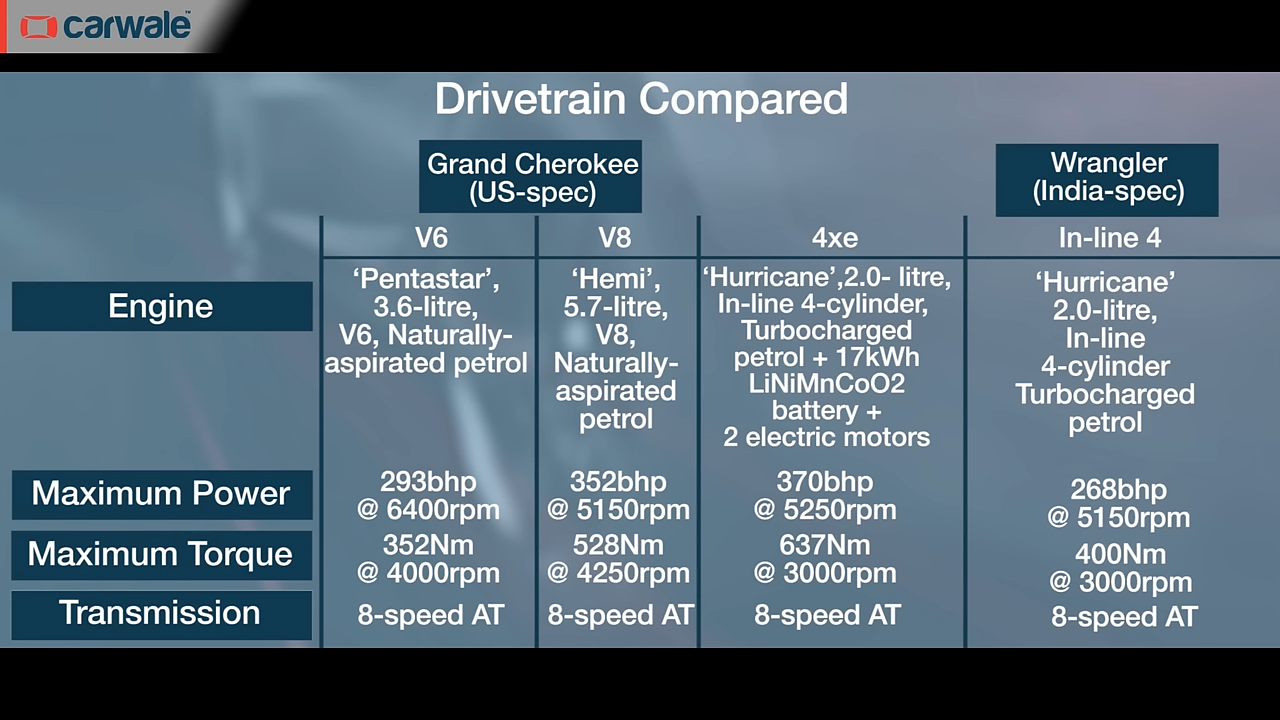 carwale™
Drivetrain Compared
Grand Cherokee
(US-spec)
Wrangler
(India-spec)
V6
V8
4xe
In-line 4
Engine
‘Pentastar’,
3.6-litre,
V6, Naturally-
aspirated petrol
‘Hemi’,
5.7-litre,
V8,
Naturally-
aspirated
petrol
‘Hurricane’,2.0- litre,
In-line 4-cylinder,
Turbocharged
petrol + 17kWh
LiNiMnCoO2
battery +
2 electric motors
‘Hurricane’
2.0-litre,
In-line
4-cylinder
Turbocharged
petrol
Maximum Power
293bhp
@ 6400rpm
352bhp
@ 5150rpm
370bhp
@ 5250rpm
268bhp
@ 5150rpm
Maximum Torque
352Nm
@ 4000rpm
528Nm
@ 4250rpm
637Nm
@ 3000rpm
400Nm
@ 3000rpm
Transmission
8-speed AT
8-speed AT
8-speed AT
8-speed AT